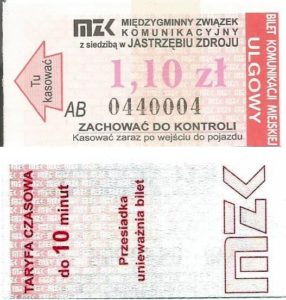 MZK MIĘDZYGMINNY ZWIĄZEK
KOMUNIKACYJNY
z siedzibą w JASTRZĘBIU ZDROJU
Tu
kasować
1,10 zł
AB 0440004
ZACHOWAĆ DO KONTROLI
Kasować zaraz po wejściu do pojazdu
BILET KOMUNIKACJI MIEJSKIEJ
ULGOWY
TARYFA CZASOWA
do 10 minut
Przesiadka
unieważnia bilet
MZK